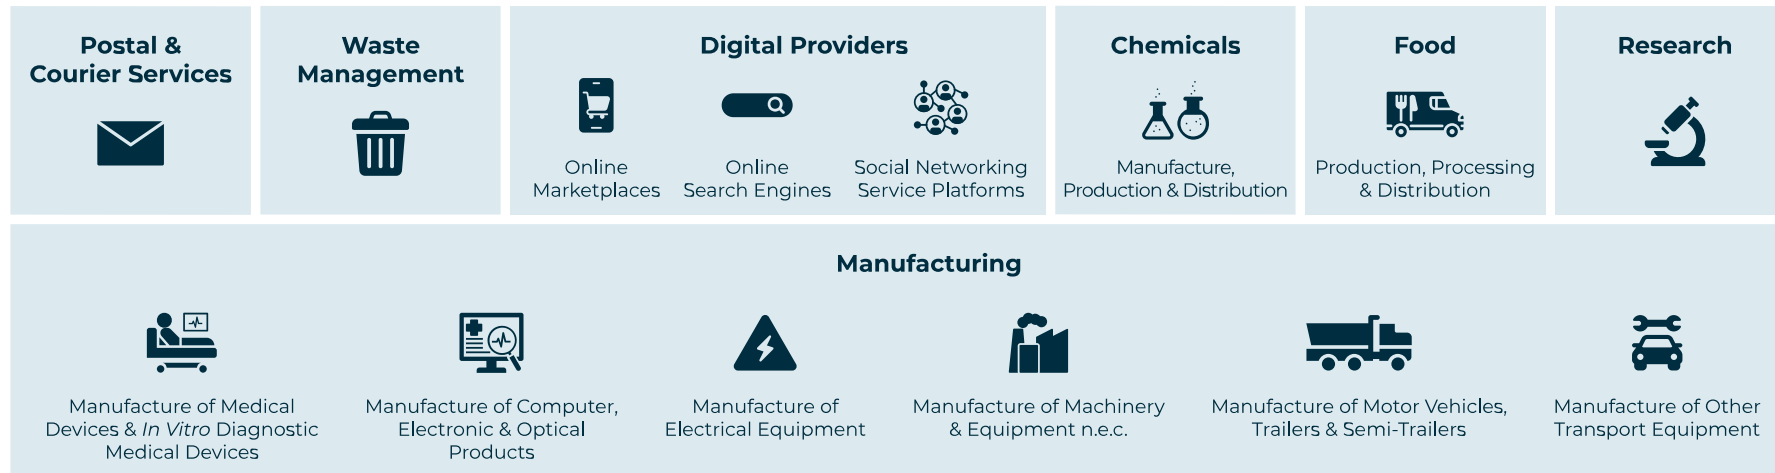 Postal &
Courier Services
Waste
Management
Digital Providers
Online
Marketplaces
Online
Search Engines
Social Networking
Service Platforms
Chemicals
Manufacture,
Production & Distribution
Food
Production, Processing
& Distribution
Research
Manufacturing
Manufacture of Medical
Devices & In Vitro Diagnostic
Medical Devices
Manufacture of Computer,
Electronic & Optical
Products
Manufacture of
Electrical Equipment
Manufacture of Machinery
& Equipment n.e.c.
Manufacture of Motor Vehicles,
Trailers & Semi-Trailers
Manufacture of Other
Transport Equipment